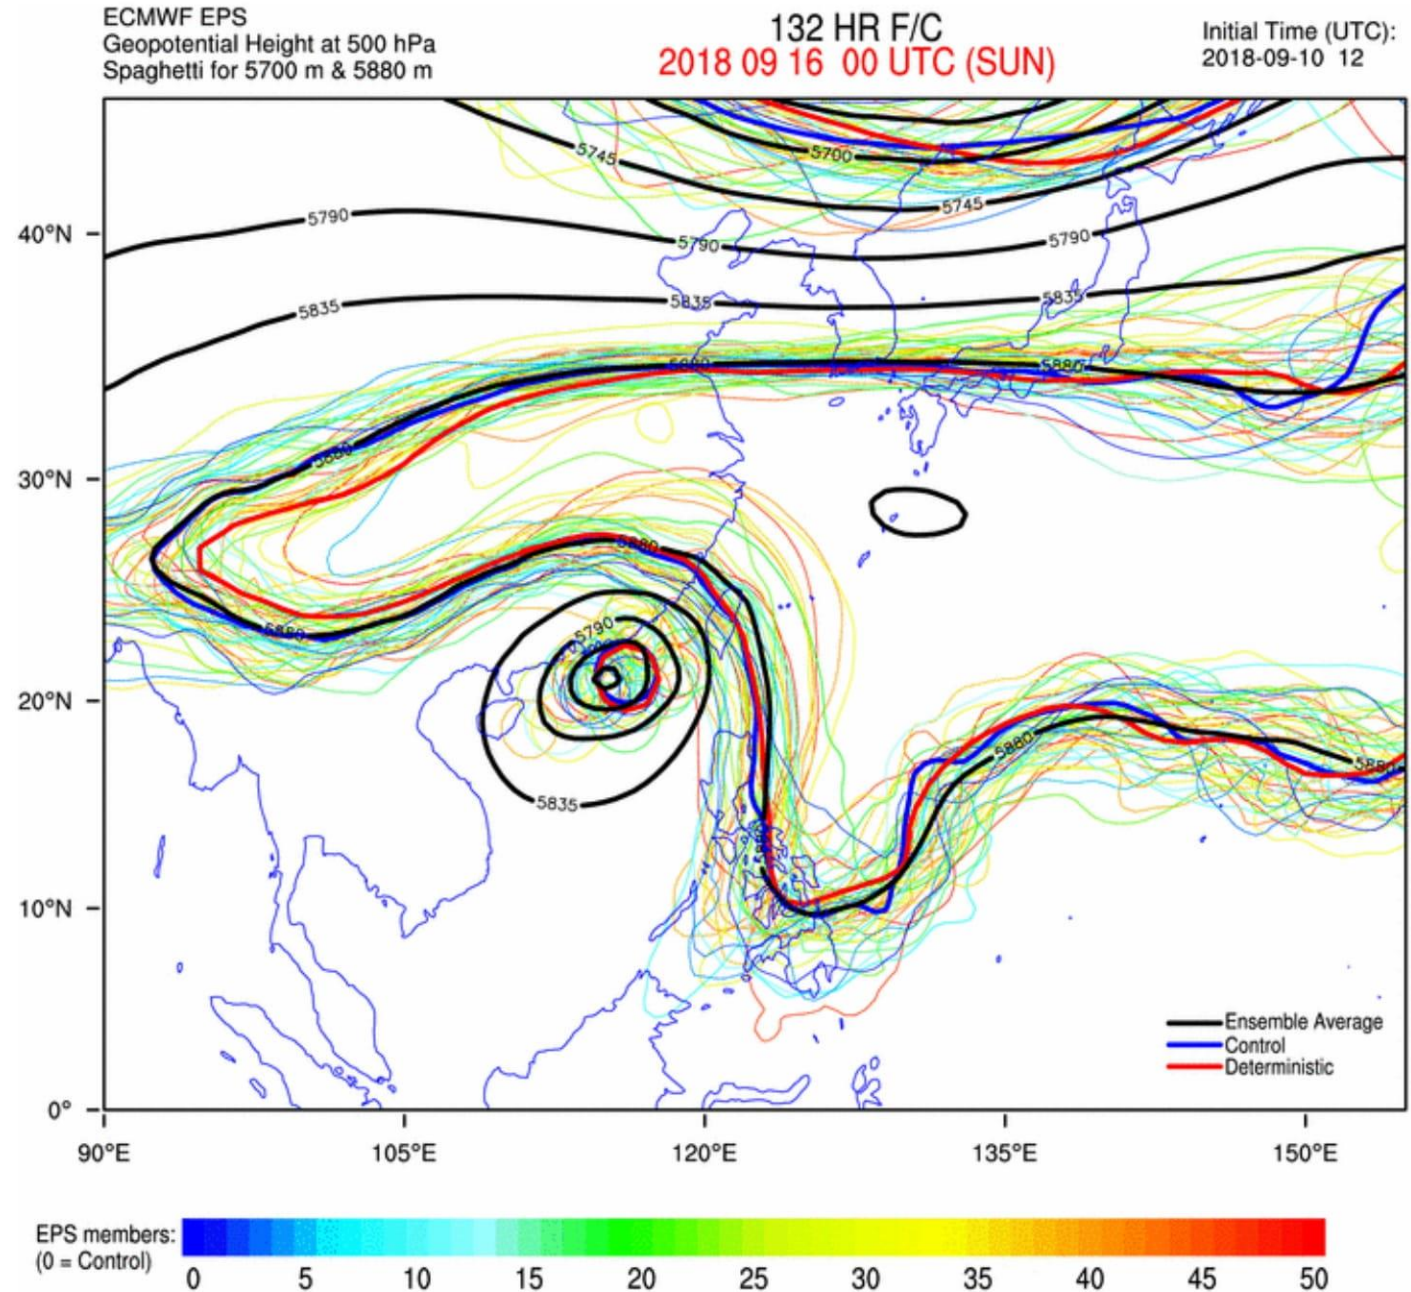 ECMWF EPS
Geopotential Height at 500 hPa
Spaghetti for 5700 m & 5880 m
132 HR F/C
2018 09 16 00 UTC (SUN)
Initial Time (UTC):
2018-09-10 12
5745
5700
5745
5790
5790
5790
40°N
5835
5835
5835
5880
5880
5880
30°N
5880
5880
5790
20°N
5880
5880
5835
5880
10°N
Ensemble Average
Control
Deterministic
0°
90°E 105°E 120°E 135°E 150°E
EPS members:
(0 = Control)
0 5 10 15 20 25 30 35 40 45 50